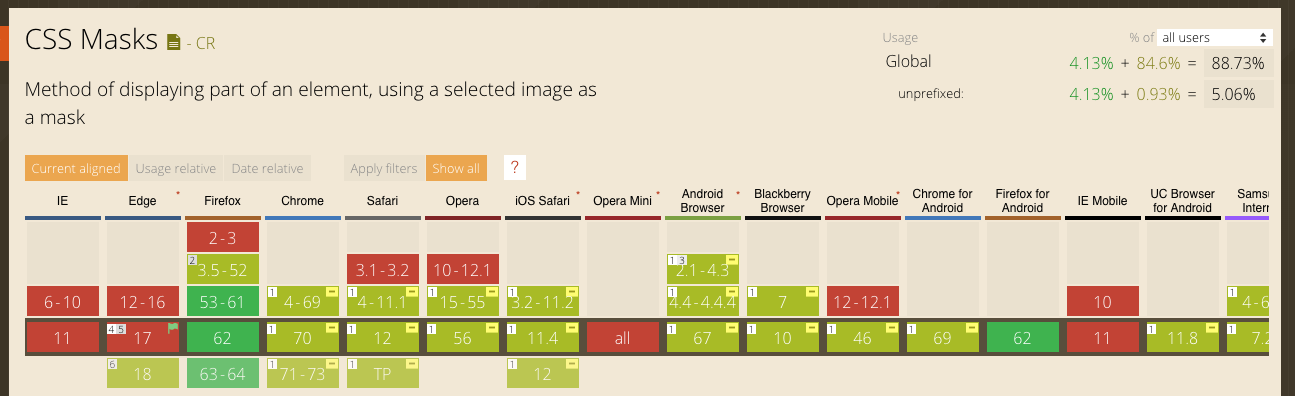 CSS Masks - CR
Usage % of all users
Global 4.13% + 84.6% = 88.73%
unprefixed: 4.13% + 0.93% = 5.06%
Method of displaying part of an element, using a selected image as
a mask
Current aligned Usage relative Date relative Apply filters Show all ?
IE Edge * Firefox Chrome Safari Opera iOS Safari * Opera Mini * Android Browser * Blackberry Browser Opera Mobile * Chrome for Android Firefox for Android IE Mobile UC Browser for Android
2-3
2 3.5-52 3.1-3.2 10-12.1 1 3 2.1-4.3
6-10 12-16 53-61 1 4-69 1 4-11.1 1 15-55 1 3.2-11.2 1 4.4-4.4.4 1 7 12-12.1 10 1
11 4 5 17 62 1 70 1 12 1 56 1 11.4 all 1 67 1 10 1 46 1 69 62 11 1 11.8 1
6 18 63-64 1 71-73 1 TP 1 12